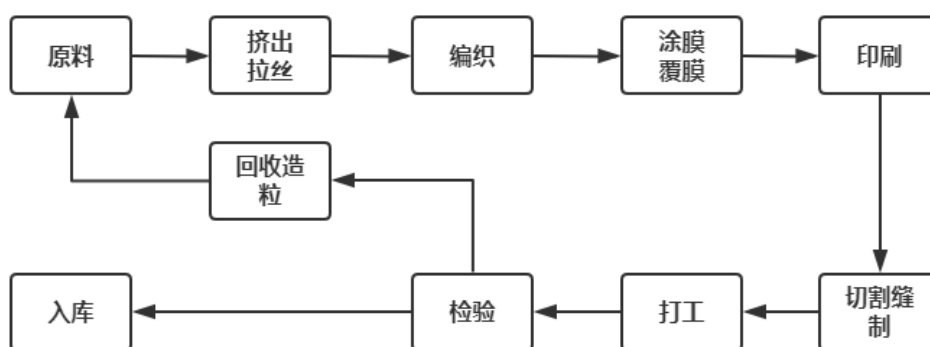 原料
挤出
拉丝
编织
涂膜
覆膜
印刷
回收造
粒
入库
检验
打工
切割缝
制